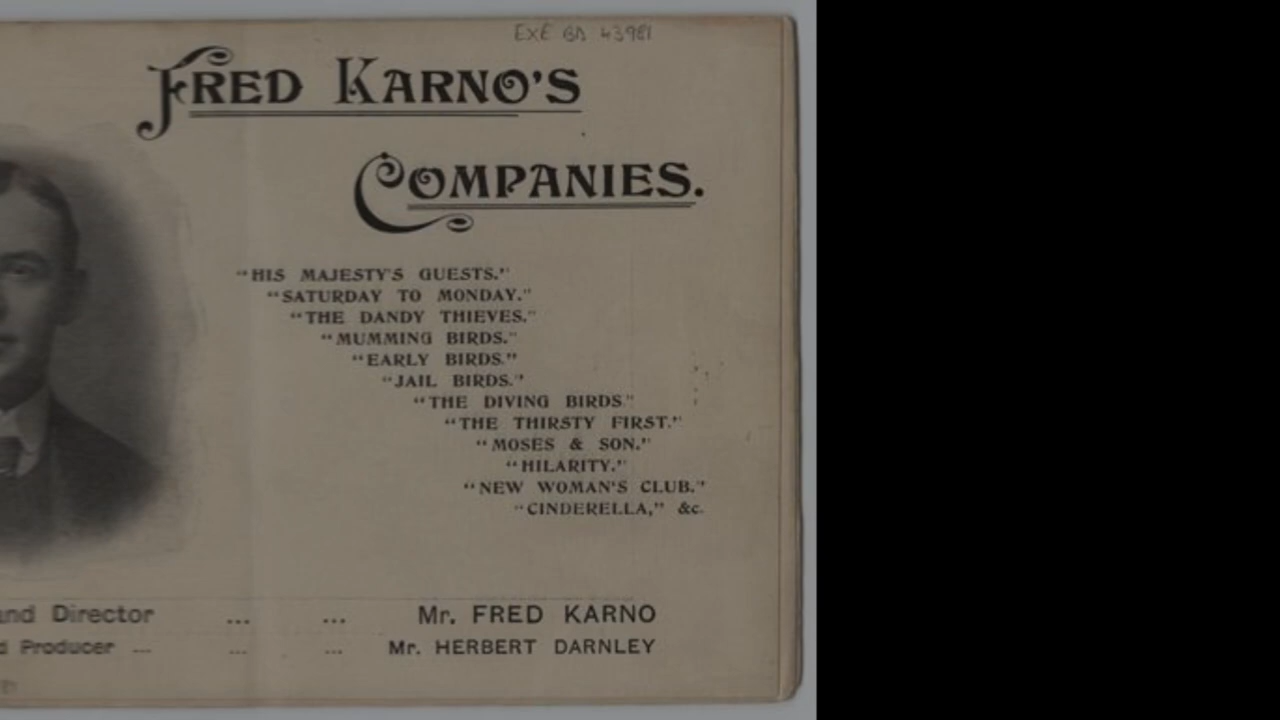 EXE BD 43981
FRED KARNO'S
COMPANIES.
"HIS MAJESTY'S GUESTS."
"SATURDAY TO MONDAY."
"THE DANDY THIEVES."
"MUMMING BIRDS."
"EARLY BIRDS."
"JAIL BIRDS."
"THE DIVING BIRDS."
"THE THIRSTY FIRST."
"MOSES & SON."
"HILARITY."
"NEW WOMAN'S CLUB."
"CINDERELLA," &c.
and Director ... ... Mr. FRED KARNO
d Producer ... ... ... Mr. HERBERT DARNLEY